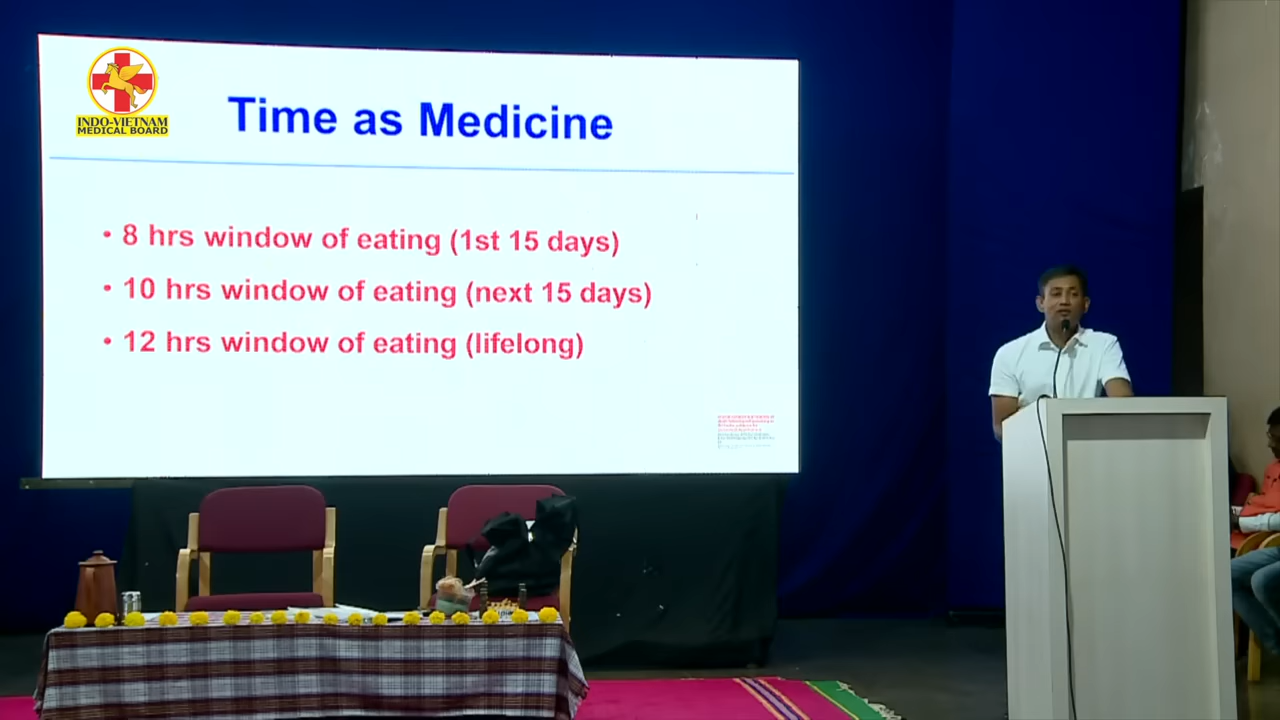 INDO-VIETNAM
MEDICAL BOARD
Time as Medicine
• 8 hrs window of eating (1st 15 days)
• 10 hrs window of eating (next 15 days)
• 12 hrs window of eating (lifelong)